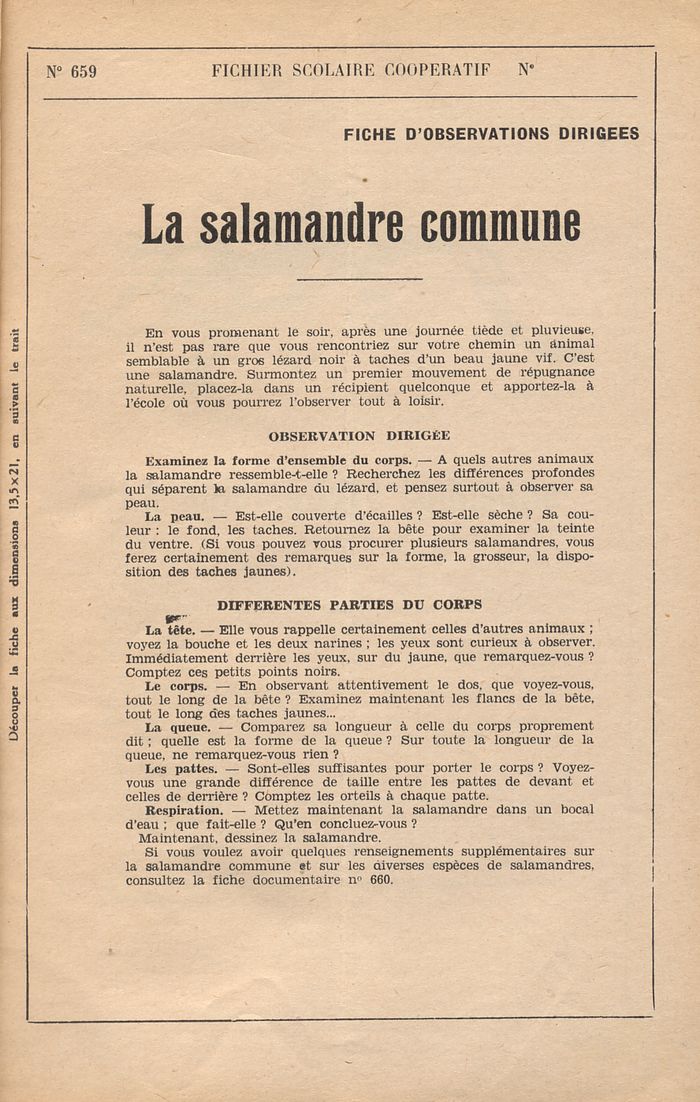 N° 659 FICHIER SCOLAIRE COOPERATIF N°
FICHE D'OBSERVATIONS DIRIGEES
La salamandre commune
En vous promenant le soir, après une journée tiède et pluvieuse,
il n'est pas rare que vous rencontriez sur votre chemin un animal
semblable à un gros lézard noir à taches d'un beau jaune vif. C'est
une salamandre. Surmontez un premier mouvement de répugnance
naturelle, placez-la dans un récipient quelconque et apportez-la à
l'école où vous pourrez l'observer tout à loisir.
OBSERVATION DIRIGÉE
Examinez la forme d'ensemble du corps. — A quels autres animaux
la salamandre ressemble-t-elle ? Recherchez les différences profondes
qui séparent la salamandre du lézard, et pensez surtout à observer sa
peau.
La peau. — Est-elle couverte d'écailles ? Est-elle sèche ? Sa cou-
leur : le fond, les taches. Retournez la bête pour examiner la teinte
du ventre. (Si vous pouvez vous procurer plusieurs salamandres, vous
ferez certainement des remarques sur la forme, la grosseur, la dispo-
sition des taches jaunes).
DIFFERENTES PARTIES DU CORPS
La tête. — Elle vous rappelle certainement celles d'autres animaux ;
voyez la bouche et les deux narines ; les yeux sont curieux à observer.
Immédiatement derrière les yeux, sur du jaune, que remarquez-vous ?
Comptez ces petits points noirs.
Le corps. — En observant attentivement le dos, que voyez-vous,
tout le long de la bête ? Examinez maintenant les flancs de la bête,
tout le long des taches jaunes...
La queue. — Comparez sa longueur à celle du corps proprement
dit ; quelle est la forme de la queue ? Sur toute la longueur de la
queue, ne remarquez-vous rien ?
Les pattes. — Sont-elles suffisantes pour porter le corps ? Voyez-
vous une grande différence de taille entre les pattes de devant et
celles de derrière ? Comptez les orteils à chaque patte.
Respiration. — Mettez maintenant la salamandre dans un bocal
d'eau ; que fait-elle ? Qu'en concluez-vous ?
Maintenant, dessinez la salamandre.
Si vous voulez avoir quelques renseignements supplémentaires sur
la salamandre commune et sur les diverses espèces de salamandres,
consultez la fiche documentaire n° 660.
Découper la fiche aux dimensions 13,5×21, en suivant le trait